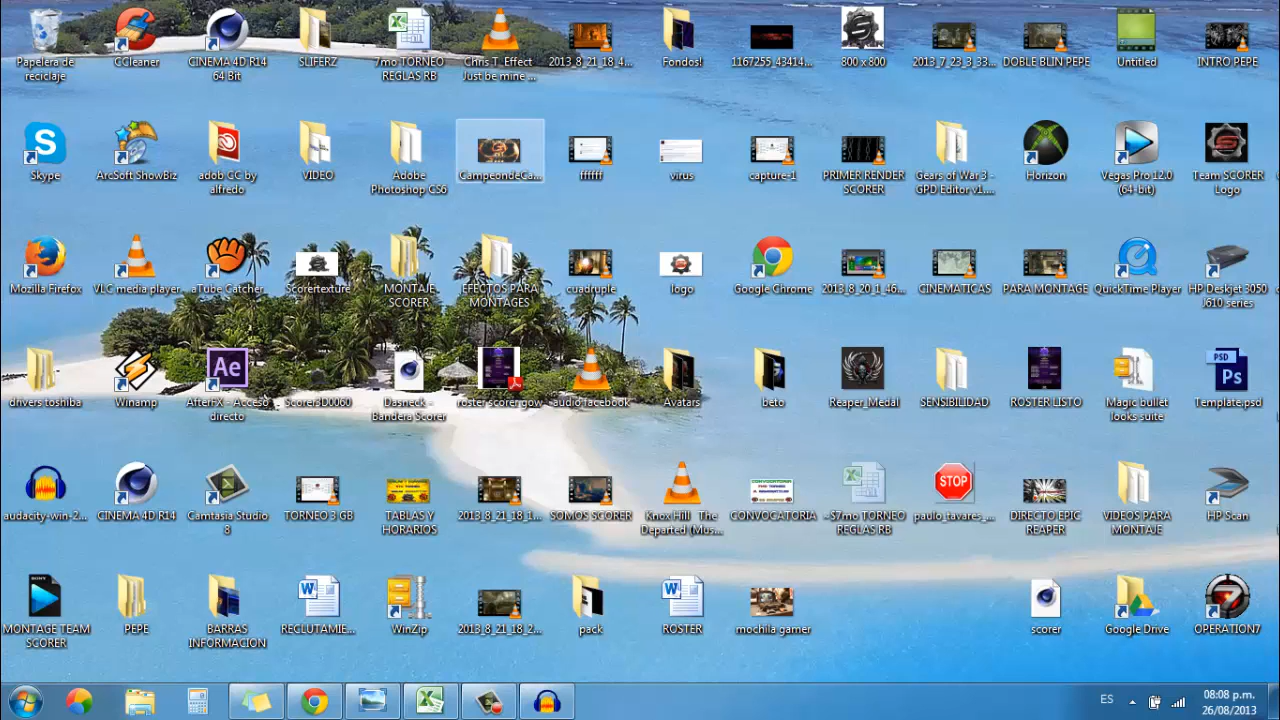 Papelera de
reciclaje
CCleaner
CINEMA 4D R14
64 Bit
SLIFERZ
7mo TORNEO
REGLAS RB
Chris T. Effect
Just be mine ...
2013_8_21_18_4...
Fondos!
1167255_43414...
800 x 800
2013_7_23_3_33...
DOBLE BLIN PEPE
Untitled
INTRO PEPE
Skype
ArcSoft ShowBiz
adob CC by
alfredo
VIDEO
Adobe
Photoshop CS6
CampeondeCa...
ffffff
virus
capture-1
PRIMER RENDER
SCORER
Gears of War 3 -
GPD Editor v1....
Horizon
Vegas Pro 12.0
(64-bit)
Team SCORER
Logo
Mozilla Firefox
VLC media player
aTube Catcher
Scorertexture
MONTAJE
SCORER
EFECTOS PARA
MONTAGES
cuadruple
logo
Google Chrome
2013_8_20_1_46...
CINEMATICAS
PARA MONTAGE
QuickTime Player
HP Deskjet 3050
J610 series
drivers toshiba
Winamp
Ae
AfterFX - Acceso
directo
Scorer3D0060
Dasneck -
Bandera Scorer
roster scorer gow
audio facebook
Avatars
beto
Reaper_Medal
SENSIBILIDAD
ROSTER LISTO
Magic bullet
looks suite
PSD
Ps
Template.psd
audacity-win-2...
CINEMA 4D R14
Camtasia Studio
8
TORNEO 3 GB
TABLAS Y
HORARIOS
2013_8_21_18_1...
SOMOS SCORER
Knox Hill - The
Departed (Mus...
CONVOCATORIA
~$7mo TORNEO
REGLAS RB
STOP
paulo_tavares_...
DIRECTO EPIC
REAPER
VIDEOS PARA
MONTAJE
HP Scan
SONY
MONTAGE TEAM
SCORER
PEPE
BARRAS
INFORMACION
RECLUTAMIE...
WinZip
2013_8_21_18_2...
pack
ROSTER
mochila gamer
scorer
Google Drive
OPERATION7
ES
08:08 p.m.
26/08/2013